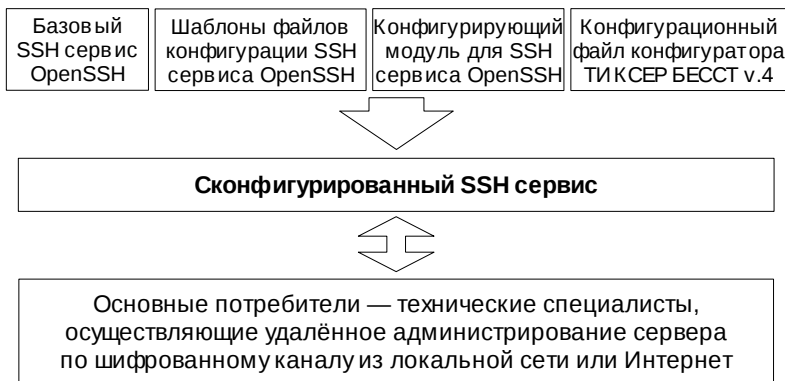 Базовый
SSH сервис
OpenSSH
Шаблоны файлов
конфигурации SSH
сервиса OpenSSH
Конфигурирующий
модуль для SSH
сервиса OpenSSH
Конфигурационный
файл конфигуратора
ТИКСЕР БЕССТ v.4
Сконфигурированный SSH сервис
Основные потребители — технические специалисты,
осуществляющие удалённое администрирование сервера
по шифрованному каналу из локальной сети или Интернет